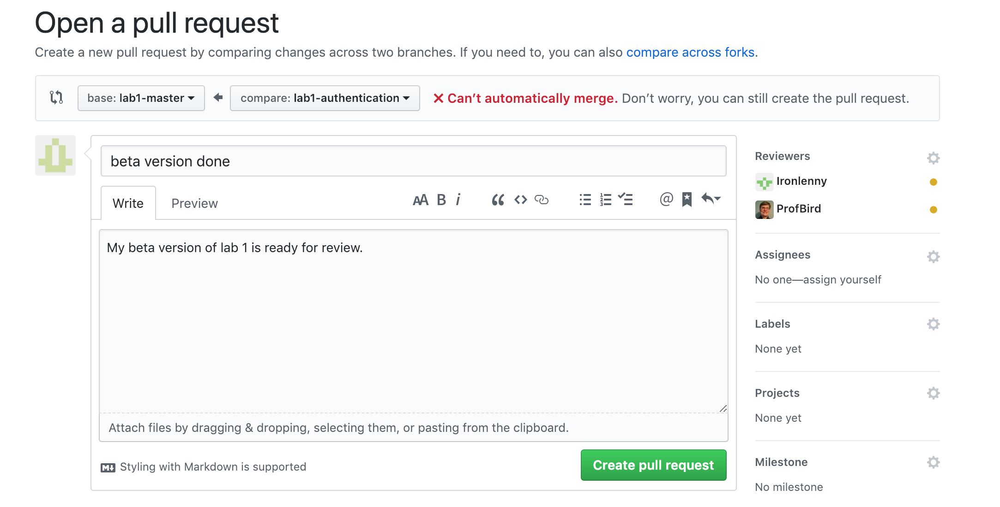 Open a pull request
Create a new pull request by comparing changes across two branches. If you need to, you can also compare across forks.
base: lab1-master
compare: lab1-authentication
Can’t automatically merge. Don’t worry, you can still create the pull request.
beta version done
Write
Preview
AA B i
1
2
3
@
My beta version of lab 1 is ready for review.
Attach files by dragging & dropping, selecting them, or pasting from the clipboard.
M Styling with Markdown is supported
Create pull request
Reviewers
Ironlenny
ProfBird
Assignees
No one—assign yourself
Labels
None yet
Projects
None yet
Milestone
No milestone